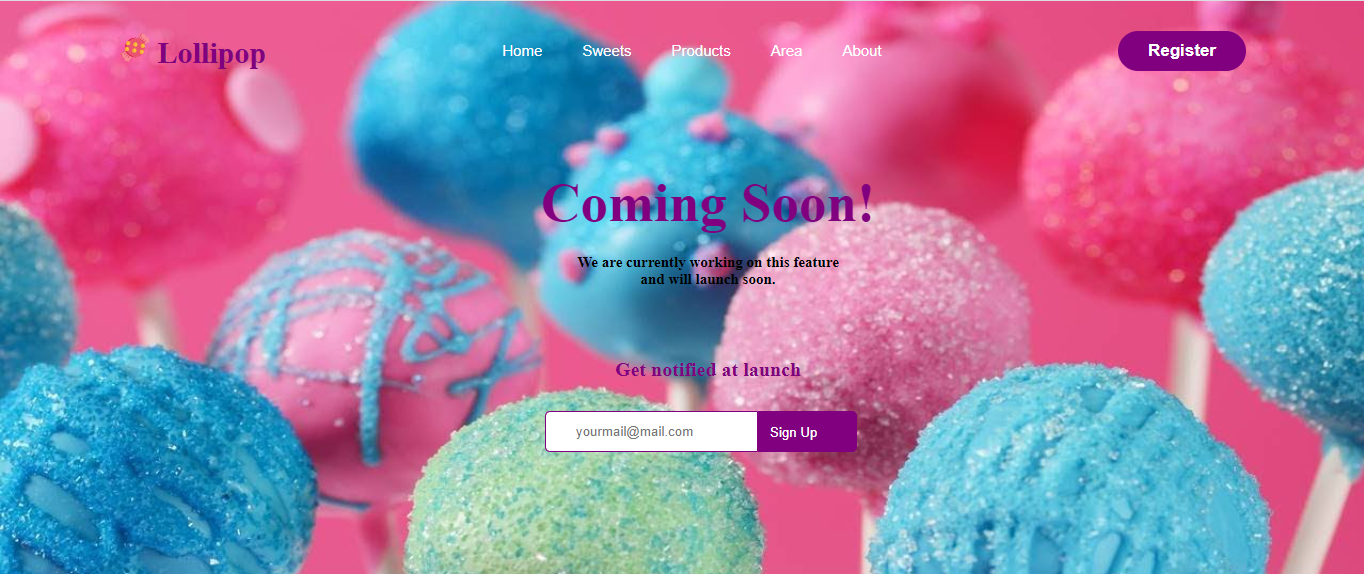 Lollipop
Home Sweets Products Area About
Register
Coming Soon!
We are currently working on this feature
and will launch soon.
Get notified at launch
yourmail@mail.com
Sign Up